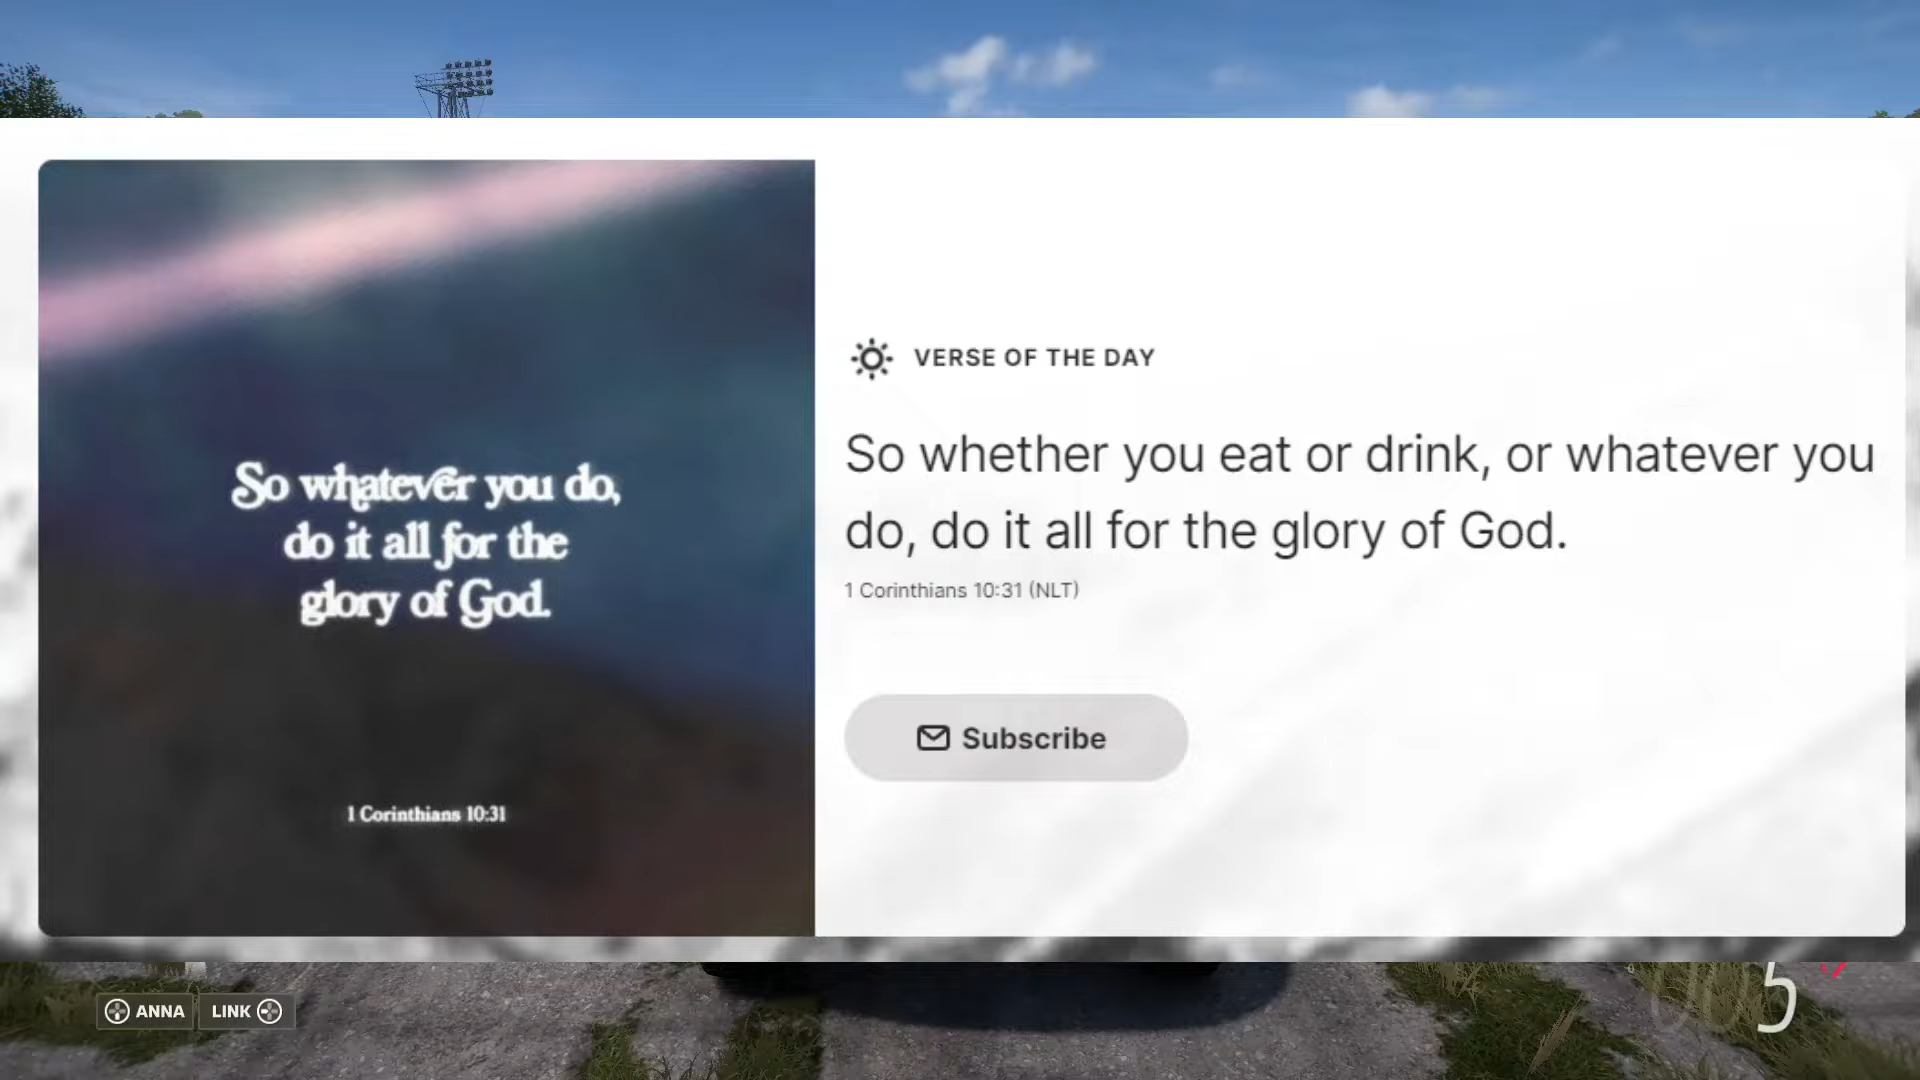 So whatever you do,
do it all for the
glory of God.
1 Corinthians 10:31
VERSE OF THE DAY
So whether you eat or drink, or whatever you
do, do it all for the glory of God.
1 Corinthians 10:31 (NLT)
Subscribe
ANNA
LINK
005